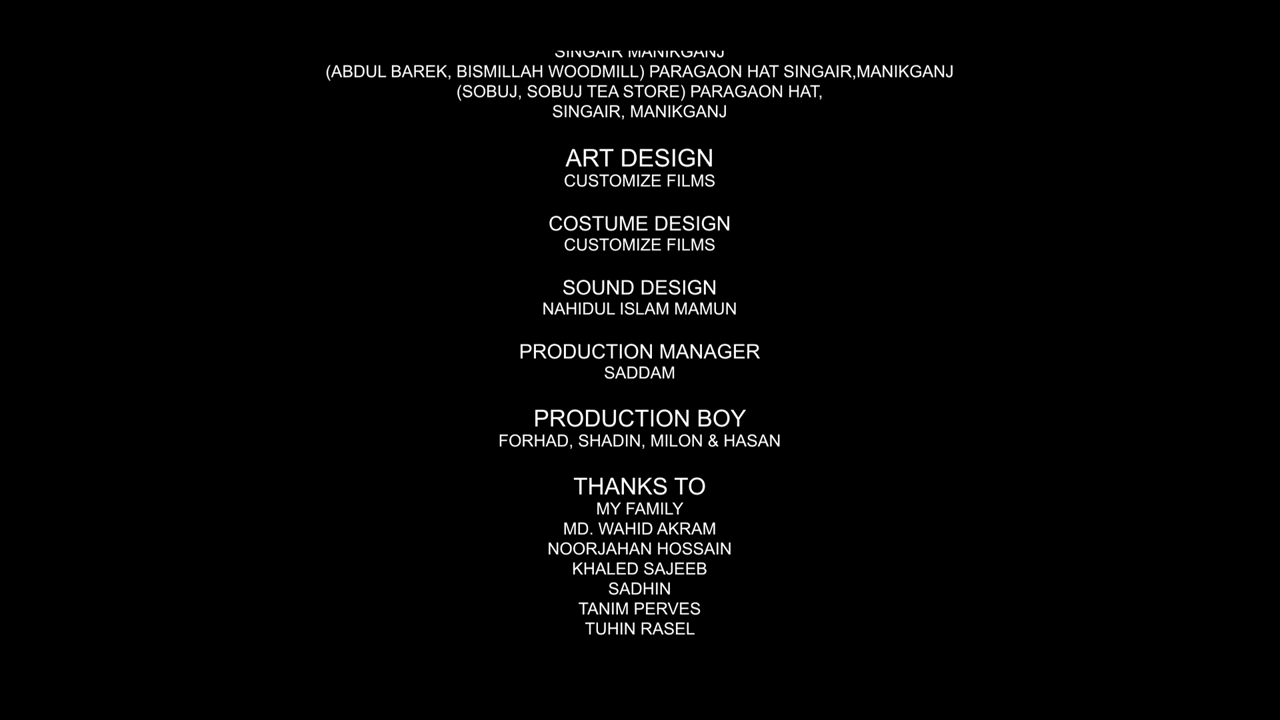 SINGAIR MANIKGANJ
(ABDUL BAREK, BISMILLAH WOODMILL) PARAGAON HAT SINGAIR,MANIKGANJ
(SOBUJ, SOBUJ TEA STORE) PARAGAON HAT,
SINGAIR, MANIKGANJ
ART DESIGN
CUSTOMIZE FILMS
COSTUME DESIGN
CUSTOMIZE FILMS
SOUND DESIGN
NAHIDUL ISLAM MAMUN
PRODUCTION MANAGER
SADDAM
PRODUCTION BOY
FORHAD, SHADIN, MILON & HASAN
THANKS TO
MY FAMILY
MD. WAHID AKRAM
NOORJAHAN HOSSAIN
KHALED SAJEEB
SADHIN
TANIM PERVES
TUHIN RASEL